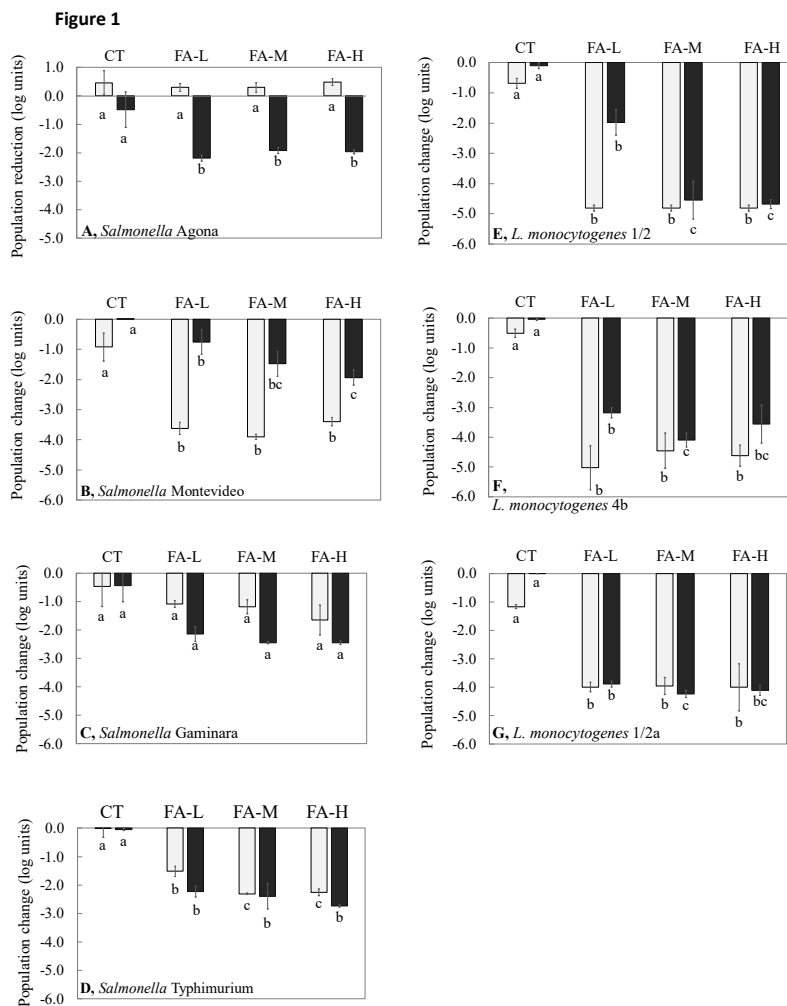 Figure 1
CT FA-L FA-M FA-H
Population reduction (log units)
1.0
0.0
-1.0
-2.0
-3.0
-4.0
-5.0
a a a a
a b b b
A, Salmonella Agona
CT FA-L FA-M FA-H
Population change (log units)
0.0
-1.0
-2.0
-3.0
-4.0
-5.0
-6.0
a a b b bc b b c
B, Salmonella Montevideo
CT FA-L FA-M FA-H
Population change (log units)
0.0
-1.0
-2.0
-3.0
-4.0
-5.0
-6.0
a a a a a a a a
C, Salmonella Gaminara
CT FA-L FA-M FA-H
Population change (log units)
0.0
-1.0
-2.0
-3.0
-4.0
-5.0
-6.0
a a b b c b c b
D, Salmonella Typhimurium
CT FA-L FA-M FA-H
Population change (log units)
0.0
-1.0
-2.0
-3.0
-4.0
-5.0
-6.0
a a b b b c b c
E, L. monocytogenes 1/2
CT FA-L FA-M FA-H
Population change (log units)
0.0
-1.0
-2.0
-3.0
-4.0
-5.0
-6.0
a a b b b c b bc
F,
L. monocytogenes 4b
CT FA-L FA-M FA-H
Population change (log units)
0.0
-1.0
-2.0
-3.0
-4.0
-5.0
-6.0
a a b b b c b bc
G, L. monocytogenes 1/2a